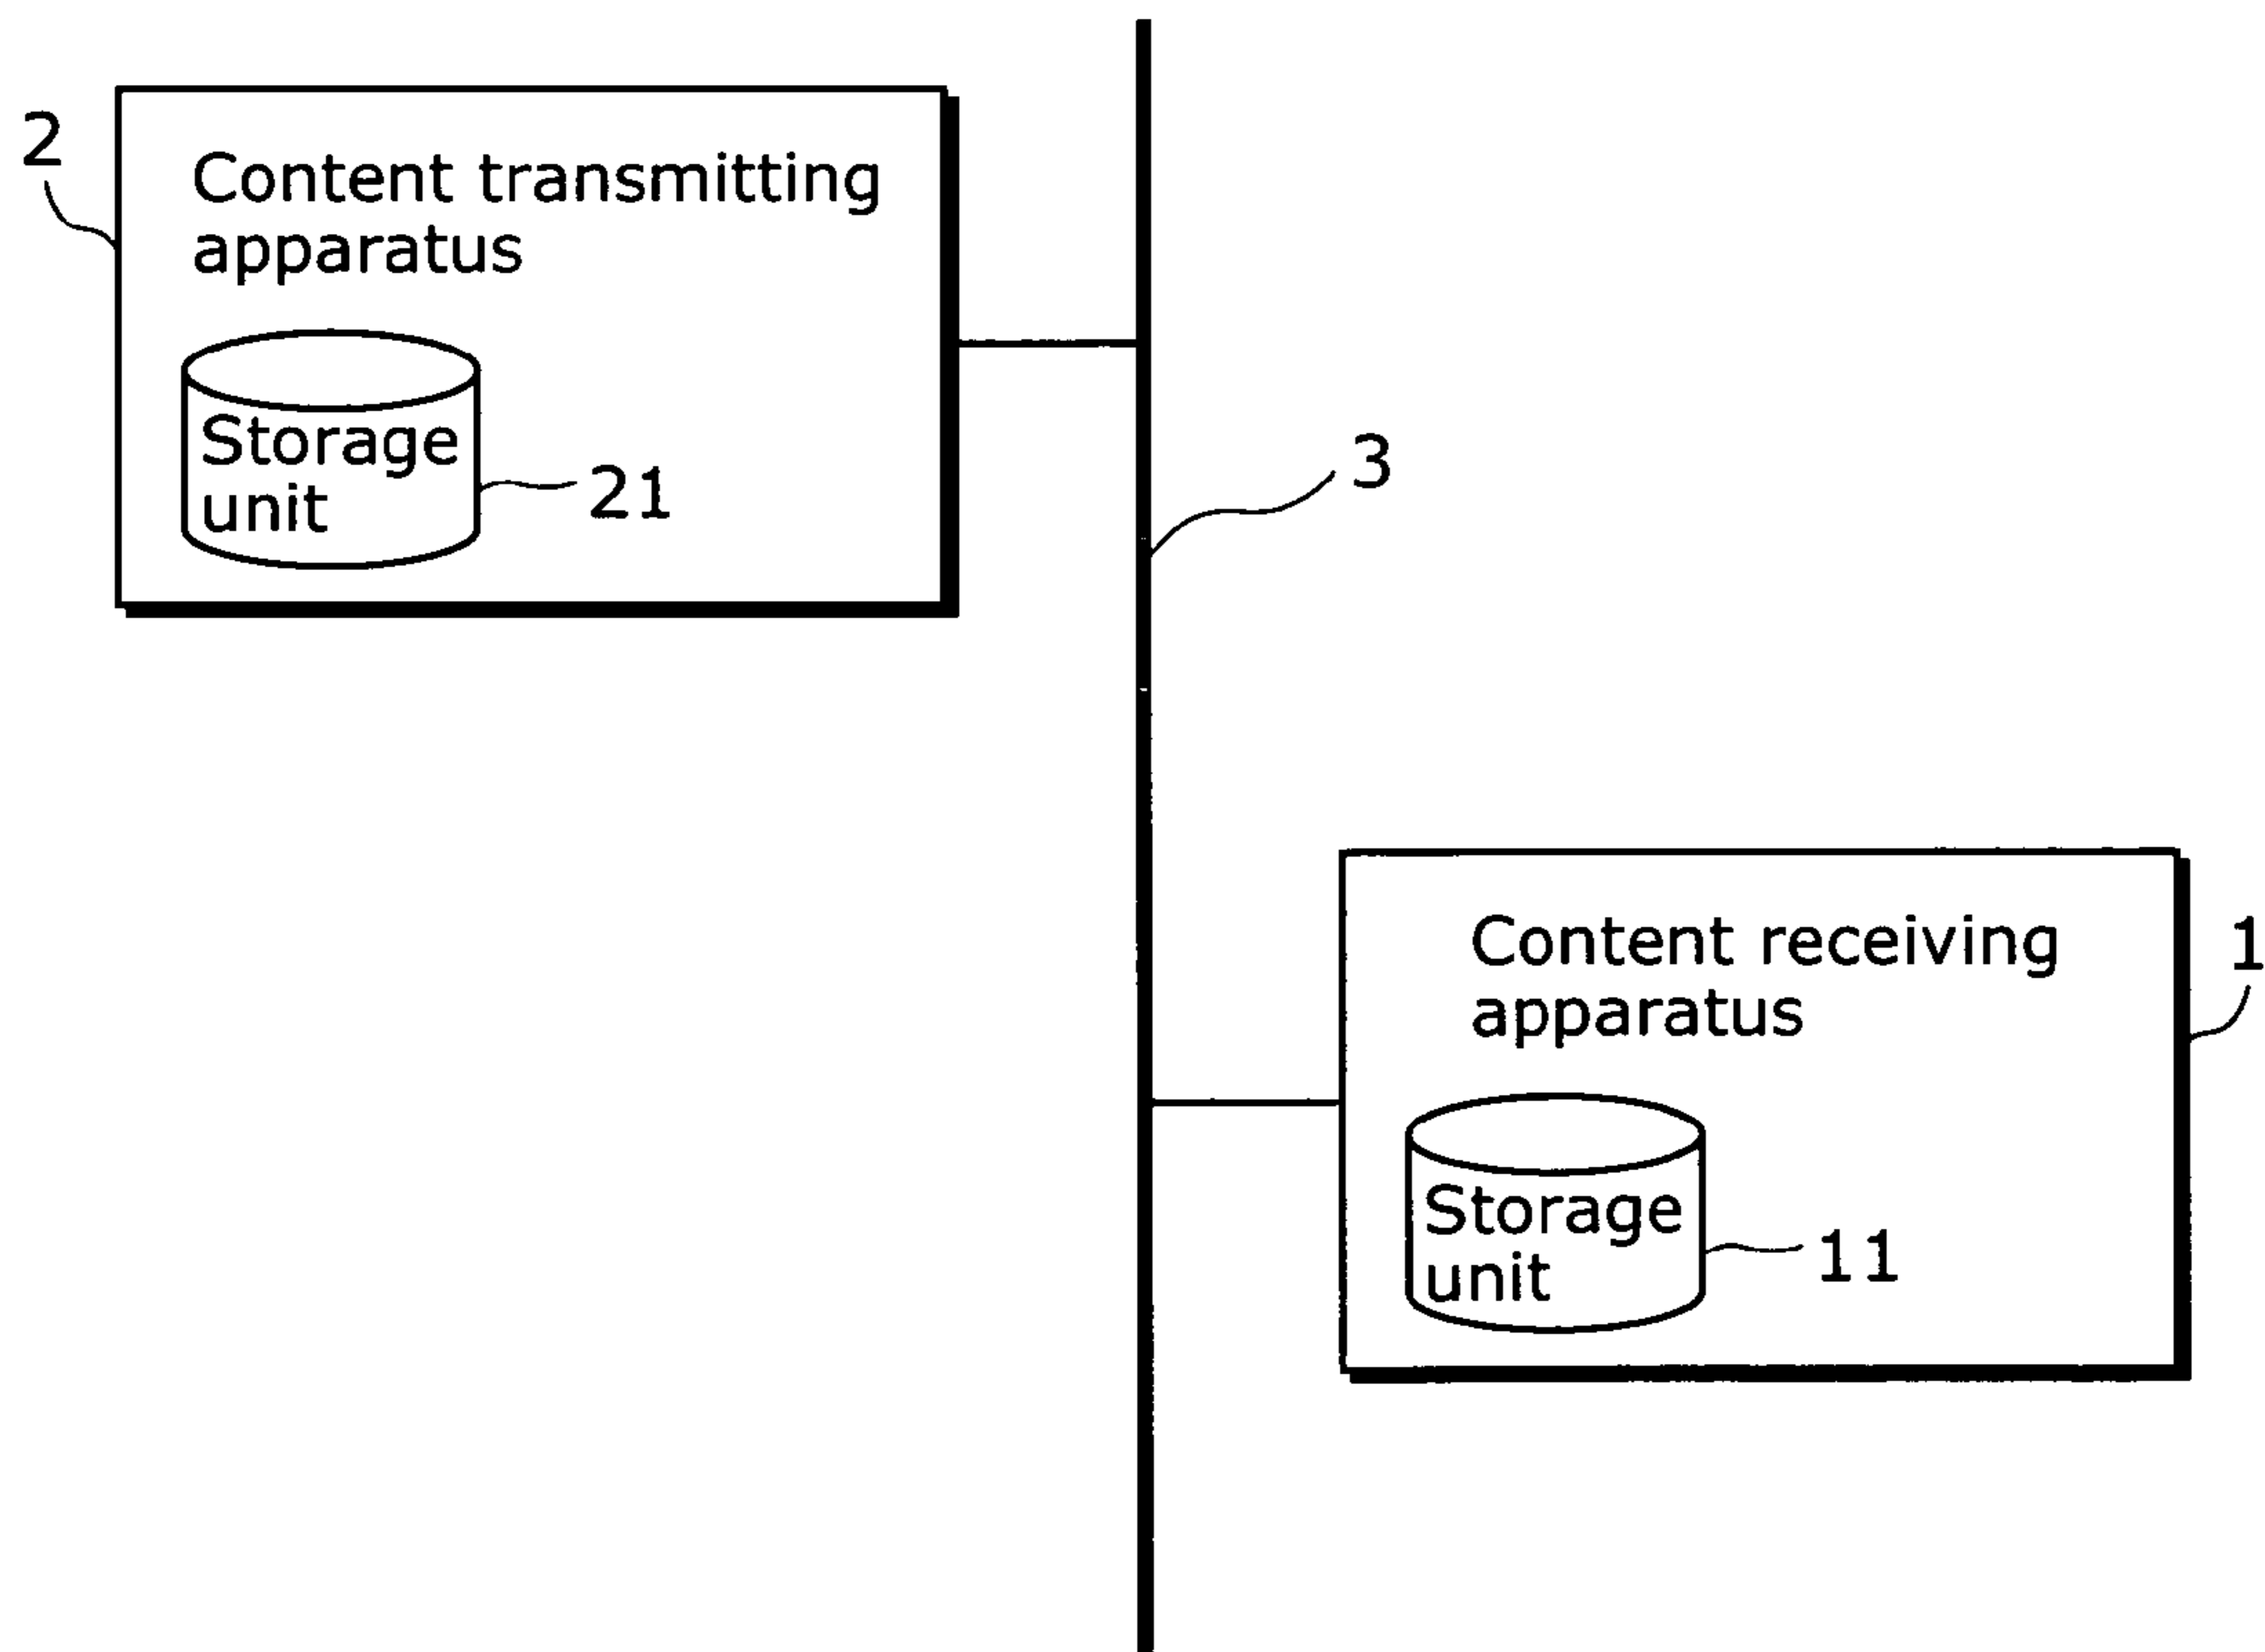 2
Content transmitting
apparatus
Storage
unit
21
3
Content receiving
apparatus
1
Storage
unit
11